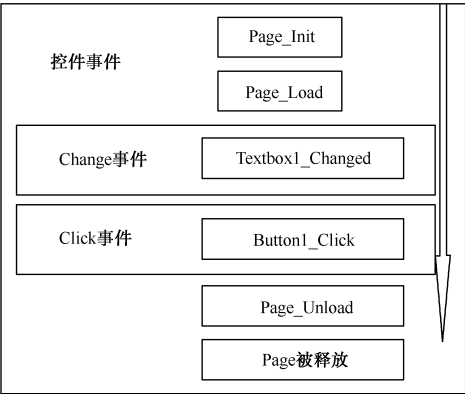 Page_Init
控件事件
Page_Load
Change事件
Textbox1_Changed
Click事件
Button1_Click
Page_Unload
Page被释放